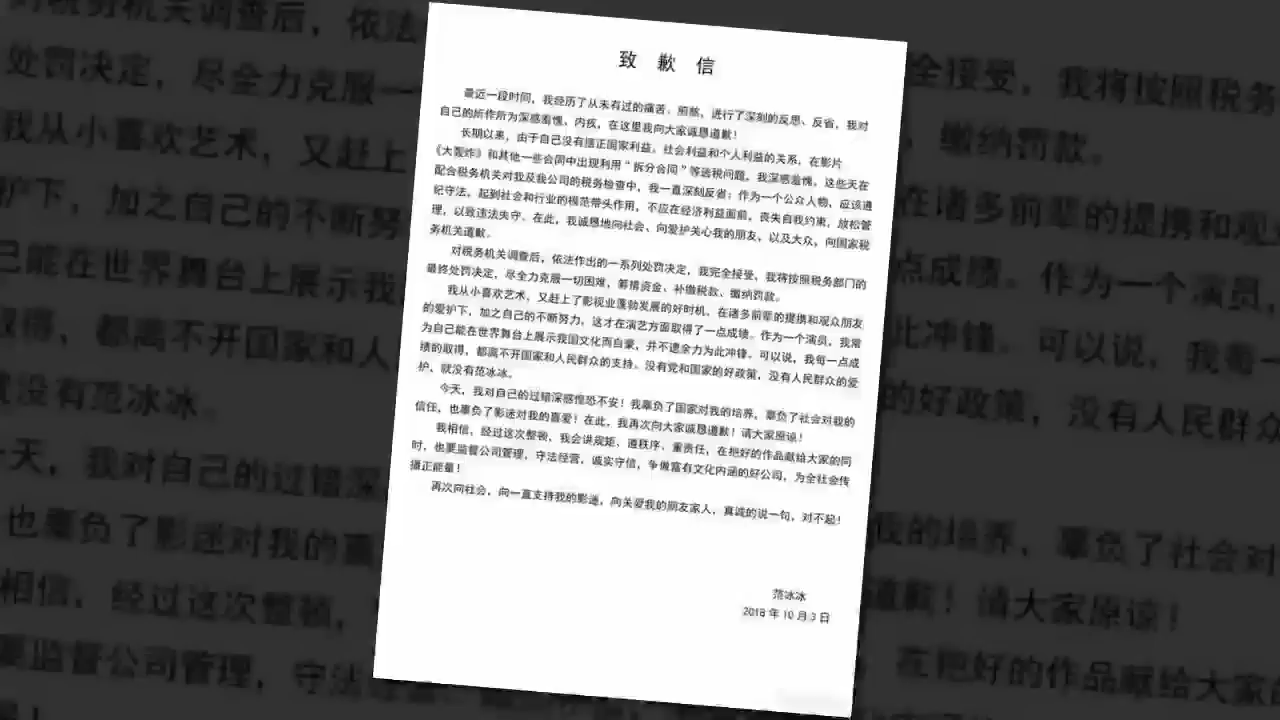 致 歉 信
最近一段时间，我经历了从未有过的痛苦、煎熬，进行了深刻的反思、反省，我对
自己的所作所为深感羞愧、内疚，在这里我向大家诚恳道歉！
长期以来，由于自己没有摆正国家利益、社会利益和个人利益的关系，在影片
《大轰炸》和其他一些合同中出现利用“拆分合同”等逃税问题，我深感羞愧。这些天在
配合税务机关对我及我公司的税务检查中，我一直深刻反省：作为一个公众人物，应该遵
纪守法，起到社会和行业的模范带头作用，不应在经济利益面前，丧失自我约束，放松管
理，以致违法失守。在此，我诚恳地向社会、向爱护关心我的朋友，以及大众，向国家税
务机关道歉。
对税务机关调查后，依法作出的一系列处罚决定，我完全接受，我将按照税务部门的
最终处罚决定，尽全力克服一切困难，筹措资金、补缴税款、缴纳罚款。
我从小喜欢艺术，又赶上了影视业蓬勃发展的好时机，在诸多前辈的提携和观众朋友
的爱护下，加之自己的不断努力，这才在演艺方面取得了一点成绩。作为一个演员，我常
为自己能在世界舞台上展示我国文化而自豪，并不遗余力为此冲锋。可以说，我每一点成
绩的取得，都离不开国家和人民群众的支持。没有党和国家的好政策，没有人民群众的爱
护，就没有范冰冰。
今天，我对自己的过错深感惶恐不安！我辜负了国家对我的培养，辜负了社会对我的
信任，也辜负了影迷对我的喜爱！在此，我再次向大家诚恳道歉！请大家原谅！
我相信，经过这次整顿，我会讲规矩、遵秩序、重责任，在把好的作品献给大家的同
时，也要监督公司管理，守法经营，诚实守信，争做富有文化内涵的好公司，为全社会传
播正能量！
再次向社会，向一直支持我的影迷，向关爱我的朋友家人，真诚的说一句，对不起！
范冰冰
2018 年 10 月 3 日